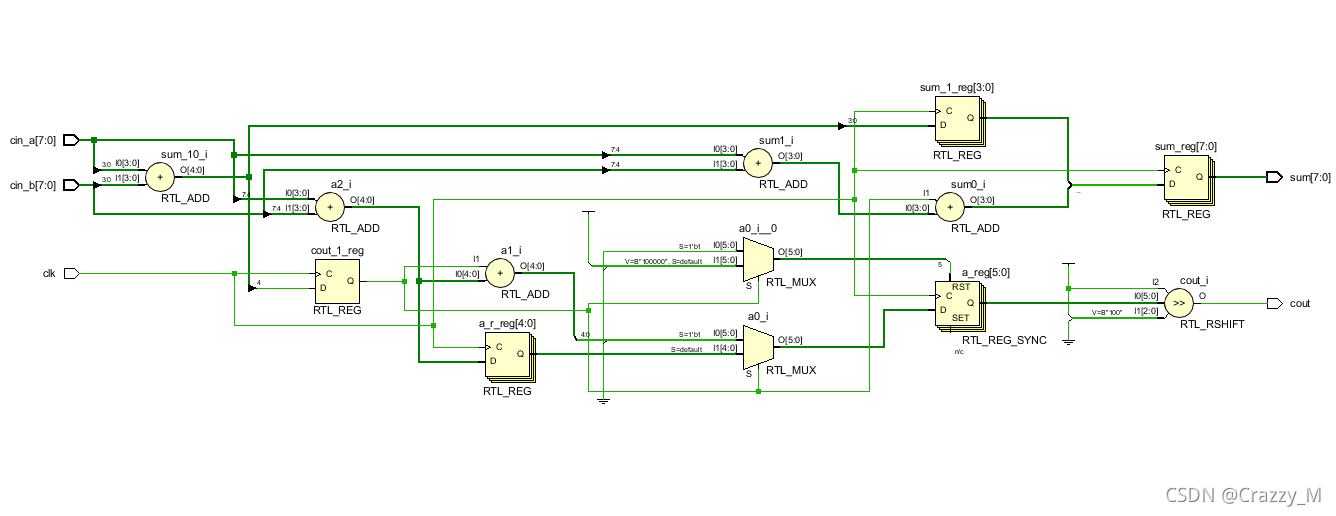 sum_1_reg[3:0]
C
D
Q
3:0
RTL_REG
cin_a[7:0]
cin_b[7:0]
sum_10_i
3:0 I0[3:0]
3:0 I1[3:0]
+
O[4:0]
RTL_ADD
7:4
7:4
sum1_i
I0[3:0]
I1[3:0]
+
O[3:0]
RTL_ADD
sum_reg[7:0]
C
D
Q
RTL_REG
sum[7:0]
a2_i
7:4 I0[3:0]
7:4 I1[3:0]
+
O[4:0]
RTL_ADD
sum0_i
I1
I0[3:0]
+
O[3:0]
RTL_ADD
clk
cout_1_reg
C
D
Q
4
RTL_REG
a1_i
I1
I0[4:0]
+
O[4:0]
RTL_ADD
a0_i__0
S=1'b1 I0[5:0]
V=B"100000", S=default I1[5:0]
O[5:0]
S
RTL_MUX
a_reg[5:0]
5
RST
C
D
Q
SET
RTL_REG_SYNC
n/c
cout_i
I2
I0[5:0]
V=B"100" I1[2:0]
>>
O
RTL_RSHIFT
cout
a_r_reg[4:0]
C
D
Q
RTL_REG
a0_i
4:0
S=1'b1 I0[5:0]
S=default I1[4:0]
O[5:0]
S
RTL_MUX
CSDN @Crazzy_M